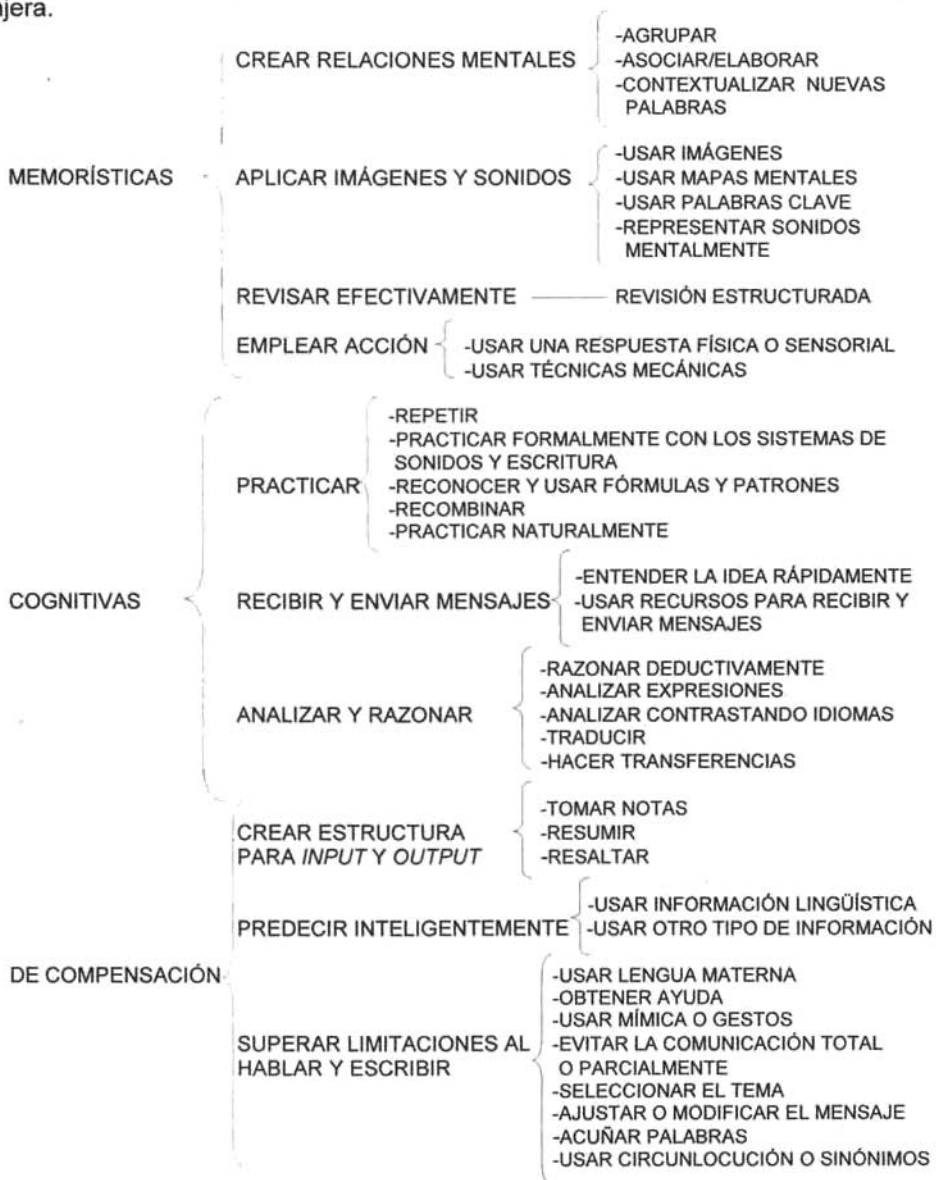 njera.
MEMORÍSTICAS
CREAR RELACIONES MENTALES
-AGRUPAR
-ASOCIAR/ELABORAR
-CONTEXTUALIZAR NUEVAS
PALABRAS
APLICAR IMÁGENES Y SONIDOS
-USAR IMÁGENES
-USAR MAPAS MENTALES
-USAR PALABRAS CLAVE
-REPRESENTAR SONIDOS
MENTALMENTE
REVISAR EFECTIVAMENTE
REVISIÓN ESTRUCTURADA
EMPLEAR ACCIÓN
-USAR UNA RESPUESTA FÍSICA O SENSORIAL
-USAR TÉCNICAS MECÁNICAS
COGNITIVAS
PRACTICAR
-REPETIR
-PRACTICAR FORMALMENTE CON LOS SISTEMAS DE
SONIDOS Y ESCRITURA
-RECONOCER Y USAR FÓRMULAS Y PATRONES
-RECOMBINAR
-PRACTICAR NATURALMENTE
RECIBIR Y ENVIAR MENSAJES
-ENTENDER LA IDEA RÁPIDAMENTE
-USAR RECURSOS PARA RECIBIR Y
ENVIAR MENSAJES
ANALIZAR Y RAZONAR
-RAZONAR DEDUCTIVAMENTE
-ANALIZAR EXPRESIONES
-ANALIZAR CONTRASTANDO IDIOMAS
-TRADUCIR
-HACER TRANSFERENCIAS
DE COMPENSACIÓN
CREAR ESTRUCTURA
PARA INPUT Y OUTPUT
-TOMAR NOTAS
-RESUMIR
-RESALTAR
PREDECIR INTELIGENTEMENTE
-USAR INFORMACIÓN LINGÜÍSTICA
-USAR OTRO TIPO DE INFORMACIÓN
SUPERAR LIMITACIONES AL
HABLAR Y ESCRIBIR
-USAR LENGUA MATERNA
-OBTENER AYUDA
-USAR MÍMICA O GESTOS
-EVITAR LA COMUNICACIÓN TOTAL
O PARCIALMENTE
-SELECCIONAR EL TEMA
-AJUSTAR O MODIFICAR EL MENSAJE
-ACUÑAR PALABRAS
-USAR CIRCUNLOCUCIÓN O SINÓNIMOS